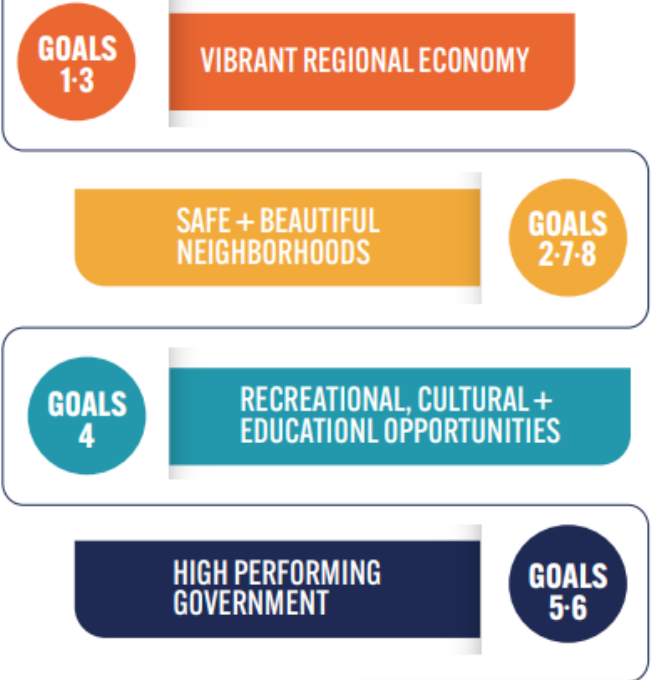 GOALS
1·3
VIBRANT REGIONAL ECONOMY
SAFE + BEAUTIFUL
NEIGHBORHOODS
GOALS
2·7·8
GOALS
4
RECREATIONAL, CULTURAL +
EDUCATIONL OPPORTUNITIES
HIGH PERFORMING
GOVERNMENT
GOALS
5·6